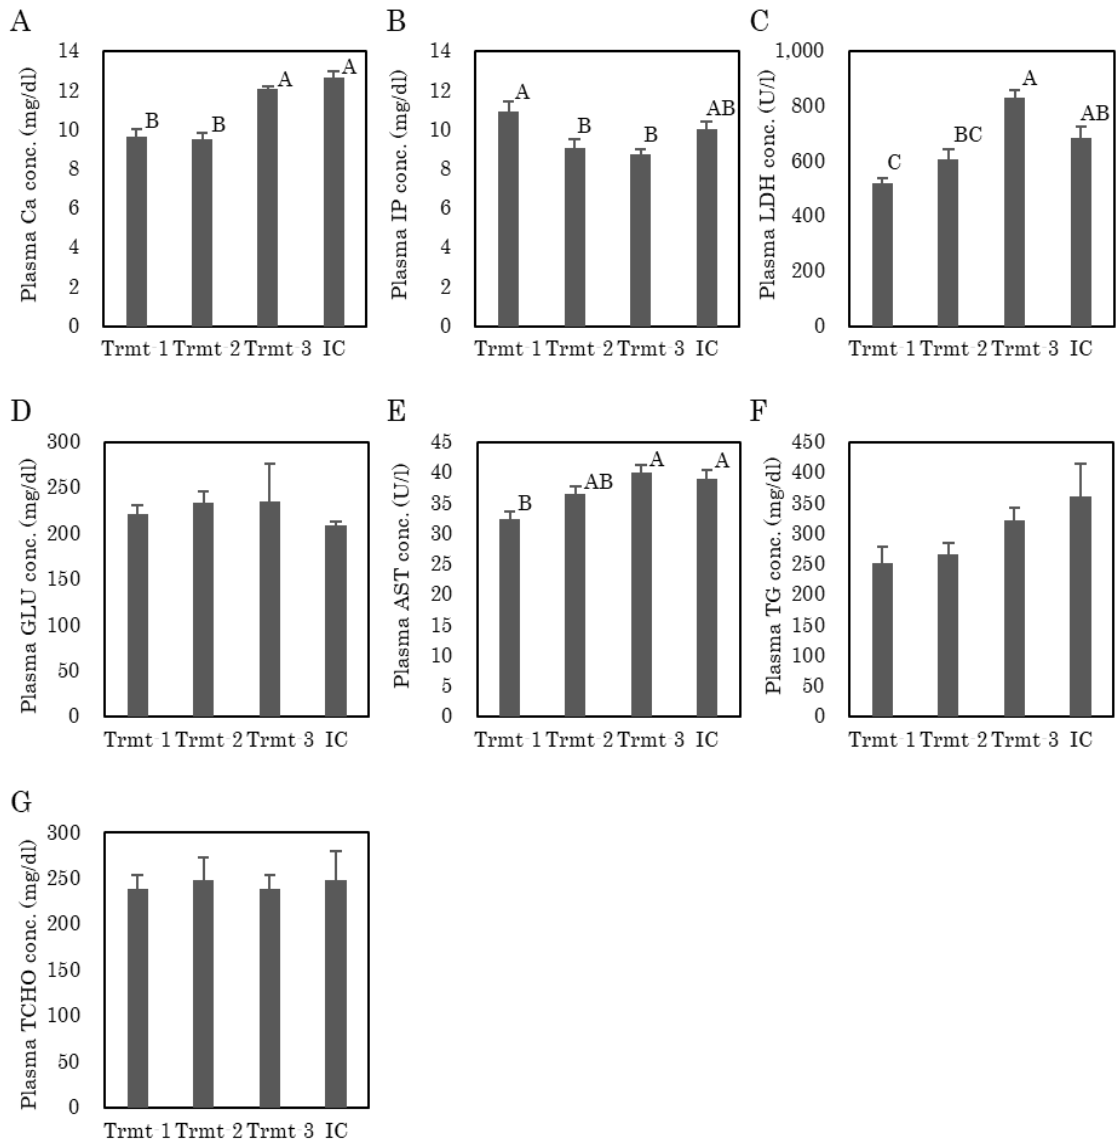 A
Plasma Ca conc. (mg/dl)
14
12
10
8
6
4
2
0
B
B
A
A
Trmt-1 Trmt-2 Trmt-3 IC
B
Plasma IP conc. (mg/dl)
14
12
10
8
6
4
2
0
A
B
B
AB
Trmt-1 Trmt-2 Trmt-3 IC
C
Plasma LDH conc. (U/l)
1,000
800
600
400
200
0
C
BC
A
AB
Trmt-1 Trmt-2 Trmt-3 IC
D
Plasma GLU conc. (mg/dl)
300
250
200
150
100
50
0
Trmt-1 Trmt-2 Trmt-3 IC
E
Plasma AST conc. (U/l)
45
40
35
30
25
20
15
10
5
0
B
AB
A
A
Trmt-1 Trmt-2 Trmt-3 IC
F
Plasma TG conc. (mg/dl)
450
400
350
300
250
200
150
100
50
0
Trmt-1 Trmt-2 Trmt-3 IC
G
Plasma TCHO conc. (mg/dl)
300
250
200
150
100
50
0
Trmt-1 Trmt-2 Trmt-3 IC